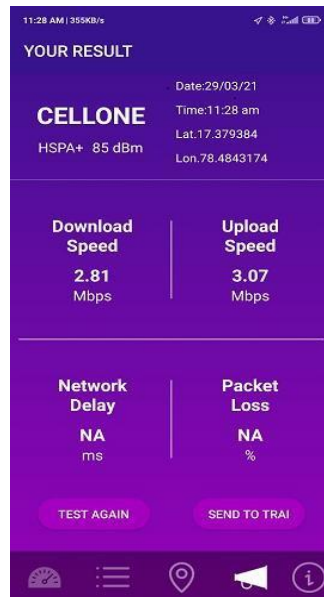 11:28 AM | 355KB/s
YOUR RESULT
CELLONE
HSPA+ 85 dBm
Date:29/03/21
Time:11:28 am
Lat.17.379384
Lon.78.4843174
Download
Speed
2.81
Mbps
Upload
Speed
3.07
Mbps
Network
Delay
NA
ms
Packet
Loss
NA
%
TEST AGAIN
SEND TO TRAI